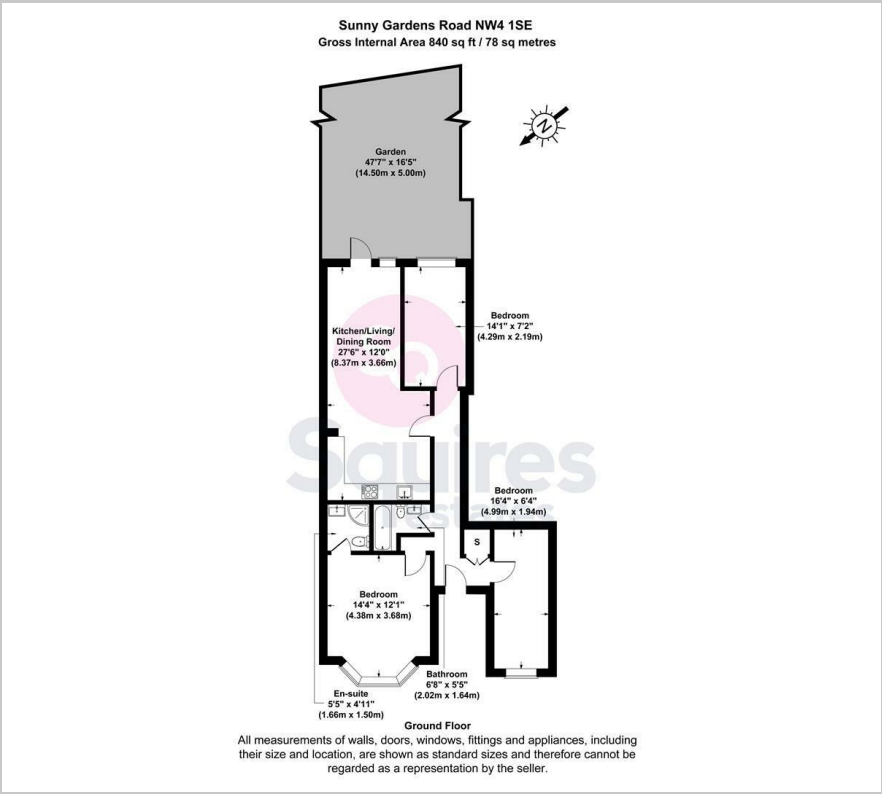 Sunny Gardens Road NW4 1SE
Gross Internal Area 840 sq ft / 78 sq metres
N
Garden
47'7" x 16'5"
(14.50m x 5.00m)
Bedroom
14'1" x 7'2"
(4.29m x 2.19m)
Kitchen/Living/
Dining Room
27'6" x 12'0"
(8.37m x 3.66m)
Squires
estates
Bedroom
16'4" x 6'4"
(4.99m x 1.94m)
S
Bedroom
14'4" x 12'1"
(4.38m x 3.68m)
Bathroom
6'8" x 5'5"
(2.02m x 1.64m)
En-suite
5'5" x 4'11"
(1.66m x 1.50m)
Ground Floor
All measurements of walls, doors, windows, fittings and appliances, including
their size and location, are shown as standard sizes and therefore cannot be
regarded as a representation by the seller.